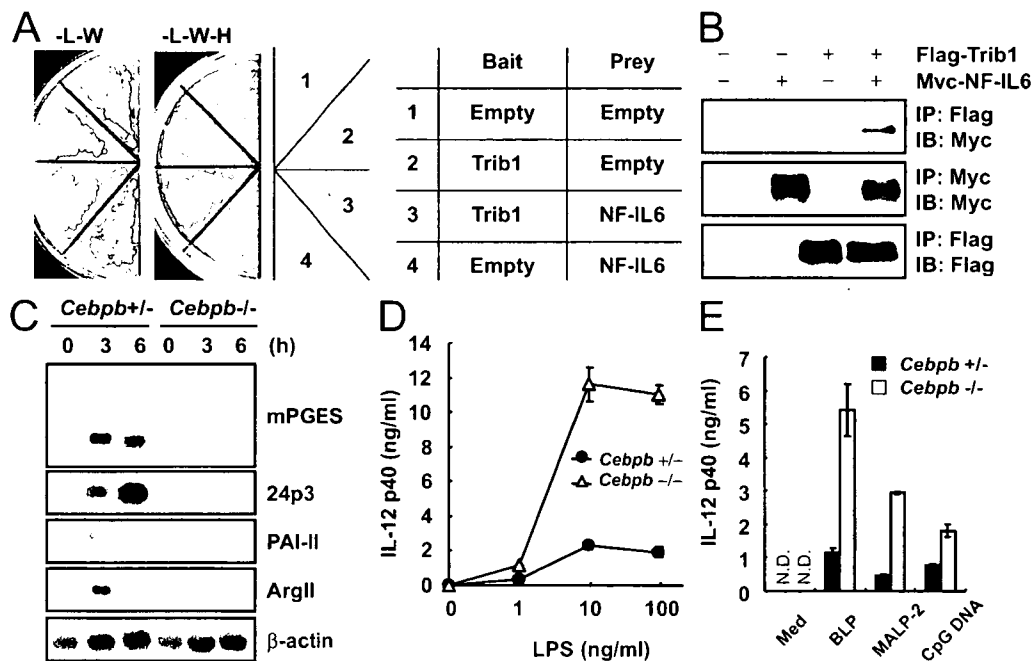 A
-L-W
-L-W-H
1
2
3
4
Bait Prey
1 Empty Empty
2 Trib1 Empty
3 Trib1 NF-IL6
4 Empty NF-IL6
B
– – + + Flag-Trib1
– + – + Myc-NF-IL6
IP: Flag
IB: Myc
IP: Myc
IB: Myc
IP: Flag
IB: Flag
C
Cebpb+/- Cebpb-/-
0 3 6 0 3 6 (h)
mPGES
24p3
PAI-II
ArgII
β-actin
D
IL-12 p40 (ng/ml)
14
12
10
8
6
4
2
0
Cebpb +/–
Cebpb –/–
0 1 10 100
LPS (ng/ml)
E
IL-12 p40 (ng/ml)
7
6
5
4
3
2
1
0
Cebpb +/-
Cebpb -/-
N.D.
N.D.
Med BLP MALP-2 CpG DNA